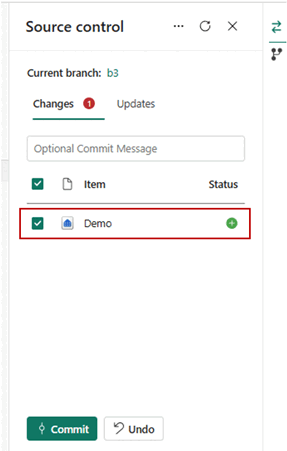 Source control
Current branch: b3
Changes 1 Updates
Optional Commit Message
Item Status
Demo
Commit Undo